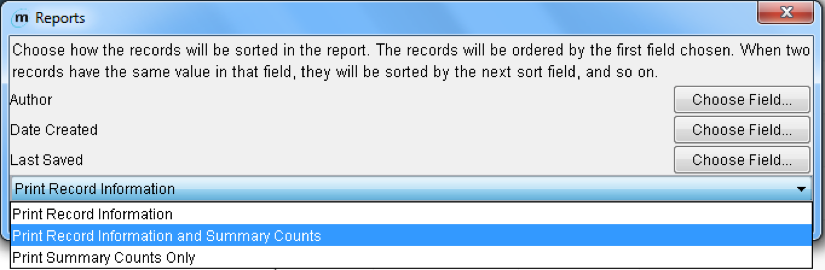 m Reports
Choose how the records will be sorted in the report. The records will be ordered by the first field chosen. When two
records have the same value in that field, they will be sorted by the next sort field, and so on.
Author Choose Field...
Date Created Choose Field...
Last Saved Choose Field...
Print Record Information
Print Record Information
Print Record Information and Summary Counts
Print Summary Counts Only